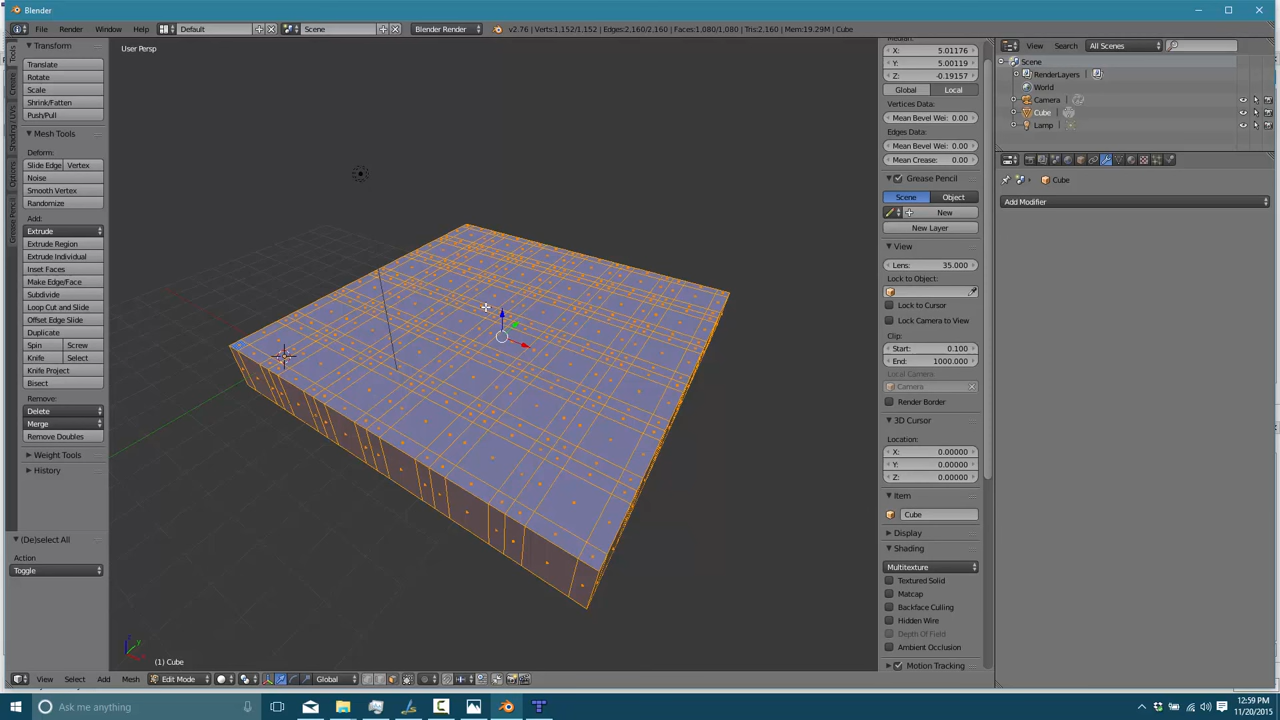 Blender
File
Render
Window
Help
Default
Scene
Blender Render
v2.76 | Verts:1,152/1,152 | Edges:2,160/2,160 | Faces:1,080/1,080 | Tris:2,160 | Mem:19.29M | Cube
Tools
Create
Shading / UVs
Options
Grease Pencil
Transform
Translate
Rotate
Scale
Shrink/Fatten
Push/Pull
Mesh Tools
Deform:
Slide Edge
Vertex
Noise
Smooth Vertex
Randomize
Add:
Extrude
Extrude Region
Extrude Individual
Inset Faces
Make Edge/Face
Subdivide
Loop Cut and Slide
Offset Edge Slide
Duplicate
Spin
Screw
Knife
Select
Knife Project
Bisect
Remove:
Delete
Merge
Remove Doubles
Weight Tools
History
(De)select All
Action
Toggle
User Persp
(1) Cube
View
Select
Add
Mesh
Edit Mode
Global
Median:
X: 5.01176
Y: 5.00119
Z: -0.19157
Global
Local
Vertices Data:
Mean Bevel Wei: 0.00
Edges Data:
Mean Bevel Wei: 0.00
Mean Crease: 0.00
Grease Pencil
Scene
Object
New
New Layer
View
Lens: 35.000
Lock to Object:
Lock to Cursor
Lock Camera to View
Clip:
Start: 0.100
End: 1000.000
Local Camera
Camera
Render Border
3D Cursor
Location:
X: 0.00000
Y: 0.00000
Z: 0.00000
Item
Cube
Display
Shading
Multitexture
Textured Solid
Matcap
Backface Culling
Hidden Wire
Depth Of Field
Ambient Occlusion
Motion Tracking
View
Search
All Scenes
Scene
RenderLayers
World
Camera
Cube
Lamp
Cube
Add Modifier
Ask me anything
12:59 PM
11/20/2015